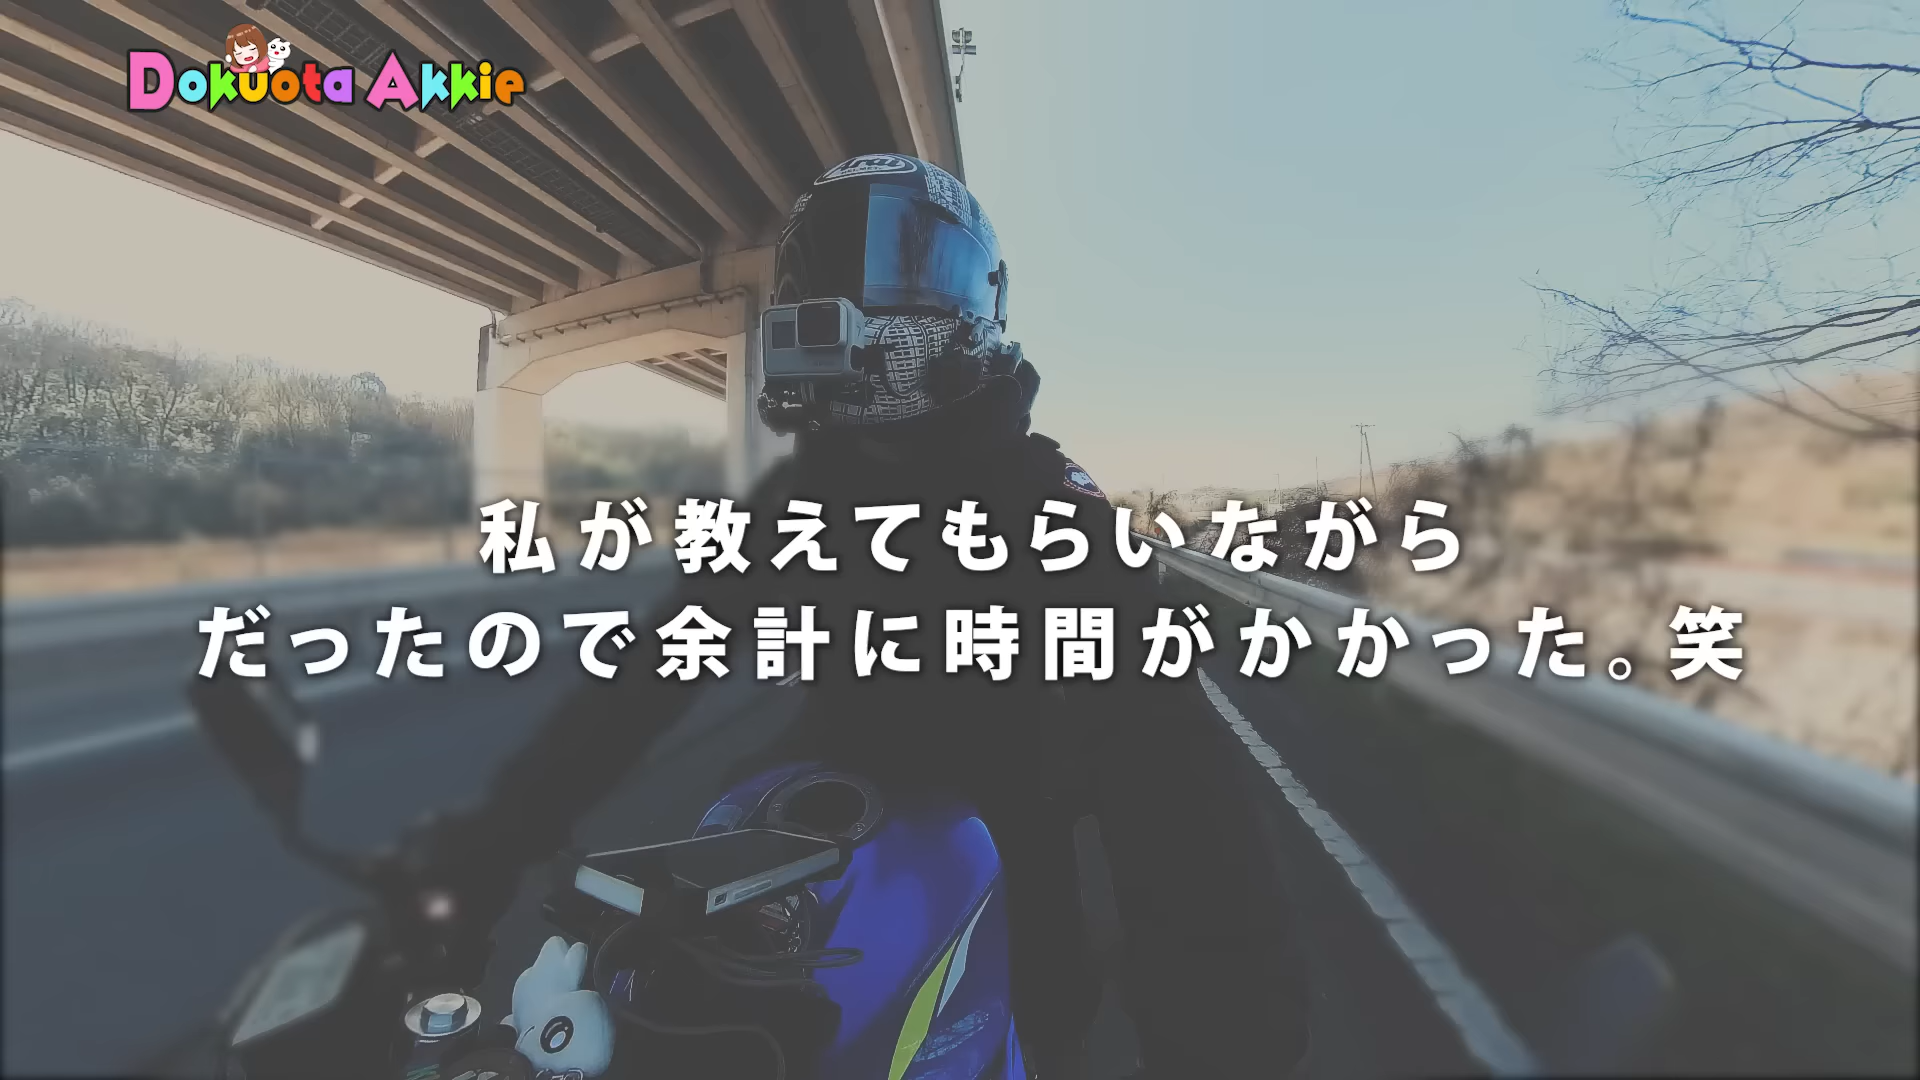 Dokuota Akkie
Arai
私が教えてもらいながら
だったので余計に時間がかかった。笑